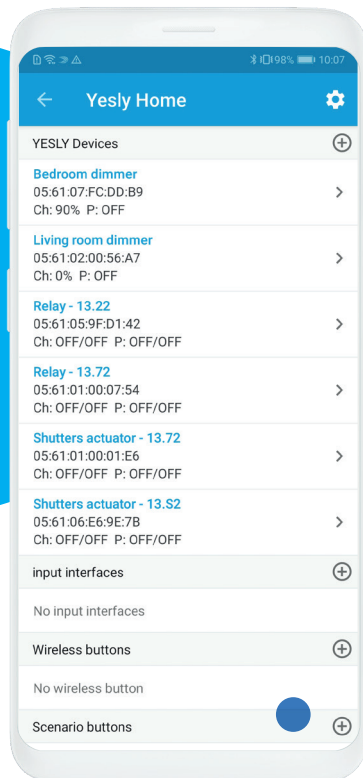 98% 10:07
Yesly Home
YESLY Devices
Bedroom dimmer
05:61:07:FC:DD:B9
Ch: 90% P: OFF
Living room dimmer
05:61:02:00:56:A7
Ch: 0% P: OFF
Relay - 13.22
05:61:05:9F:D1:42
Ch: OFF/OFF P: OFF/OFF
Relay - 13.72
05:61:01:00:07:54
Ch: OFF/OFF P: OFF/OFF
Shutters actuator - 13.72
05:61:01:00:01:E6
Ch: OFF/OFF P: OFF/OFF
Shutters actuator - 13.S2
05:61:06:E6:9E:7B
Ch: OFF/OFF P: OFF/OFF
input interfaces
No input interfaces
Wireless buttons
No wireless button
Scenario buttons